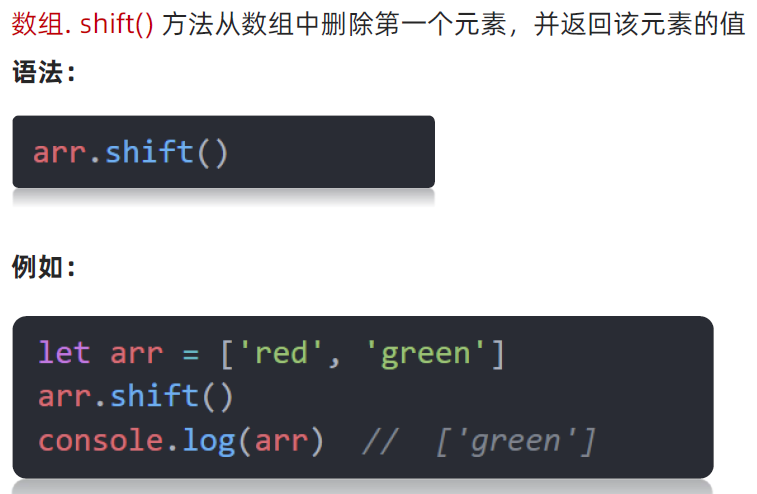 数组. shift() 方法从数组中删除第一个元素，并返回该元素的值
语法：
arr.shift()
例如：
let arr = ['red', 'green']
arr.shift()
console.log(arr)  //  ['green']